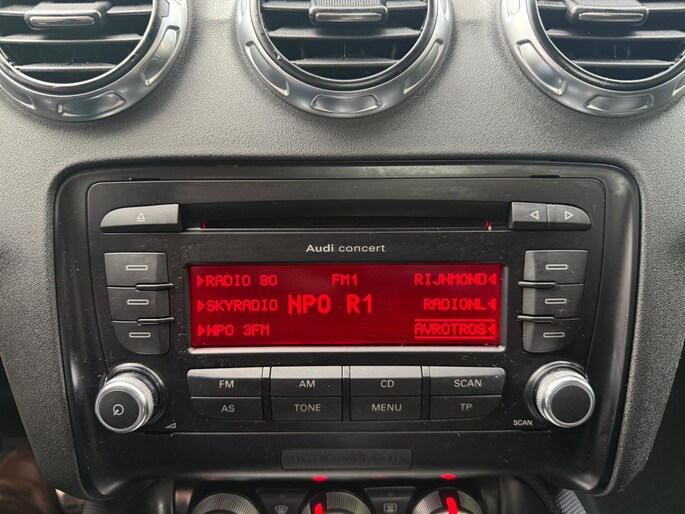 Audi concert
RADIO 80 FM1 RIJNMOND
SKYRADIO NPO R1 RADIONL
NPO 3FM AVROTROS
FM AM CD SCAN
AS TONE MENU TP
SCAN